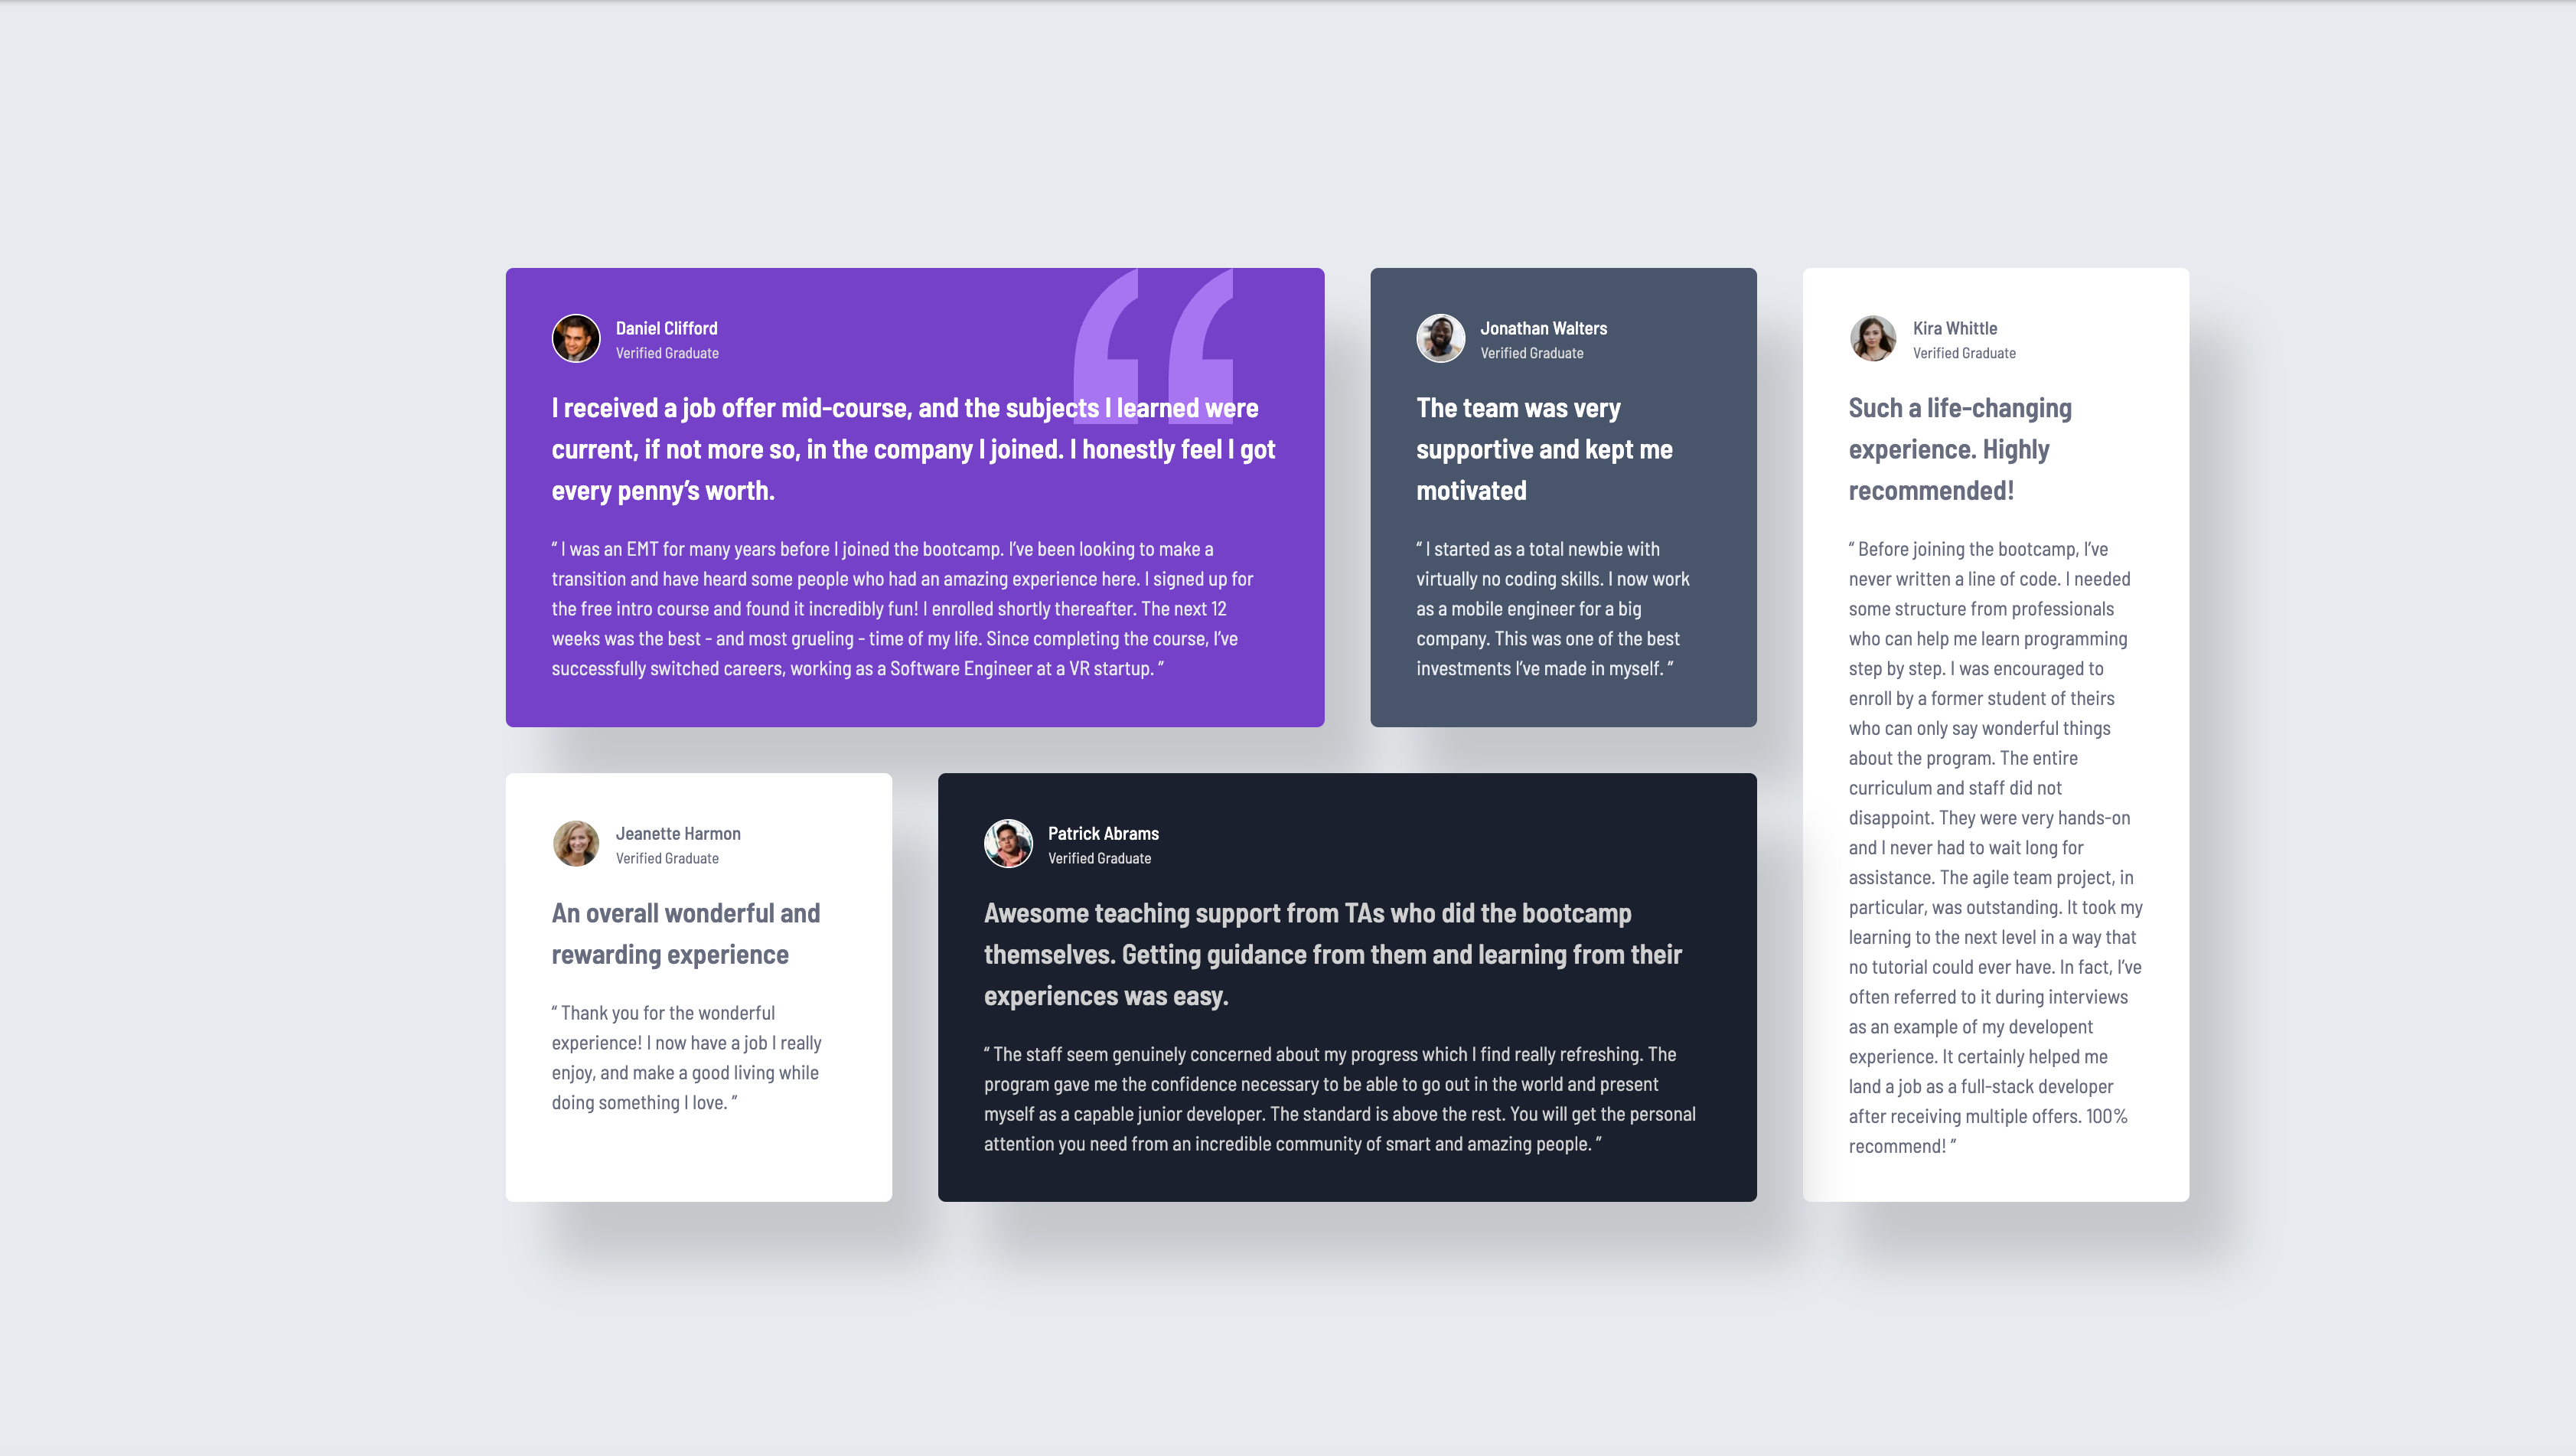 Daniel Clifford
Verified Graduate
I received a job offer mid-course, and the subjects I learned were
current, if not more so, in the company I joined. I honestly feel I got
every penny’s worth.
“ I was an EMT for many years before I joined the bootcamp. I’ve been looking to make a
transition and have heard some people who had an amazing experience here. I signed up for
the free intro course and found it incredibly fun! I enrolled shortly thereafter. The next 12
weeks was the best - and most grueling - time of my life. Since completing the course, I’ve
successfully switched careers, working as a Software Engineer at a VR startup. ”
Jonathan Walters
Verified Graduate
The team was very
supportive and kept me
motivated
“ I started as a total newbie with
virtually no coding skills. I now work
as a mobile engineer for a big
company. This was one of the best
investments I’ve made in myself. ”
Kira Whittle
Verified Graduate
Such a life-changing
experience. Highly
recommended!
“ Before joining the bootcamp, I’ve
never written a line of code. I needed
some structure from professionals
who can help me learn programming
step by step. I was encouraged to
enroll by a former student of theirs
who can only say wonderful things
about the program. The entire
curriculum and staff did not
disappoint. They were very hands-on
and I never had to wait long for
assistance. The agile team project, in
particular, was outstanding. It took my
learning to the next level in a way that
no tutorial could ever have. In fact, I’ve
often referred to it during interviews
as an example of my developent
experience. It certainly helped me
land a job as a full-stack developer
after receiving multiple offers. 100%
recommend! ”
Jeanette Harmon
Verified Graduate
An overall wonderful and
rewarding experience
“ Thank you for the wonderful
experience! I now have a job I really
enjoy, and make a good living while
doing something I love. ”
Patrick Abrams
Verified Graduate
Awesome teaching support from TAs who did the bootcamp
themselves. Getting guidance from them and learning from their
experiences was easy.
“ The staff seem genuinely concerned about my progress which I find really refreshing. The
program gave me the confidence necessary to be able to go out in the world and present
myself as a capable junior developer. The standard is above the rest. You will get the personal
attention you need from an incredible community of smart and amazing people. ”